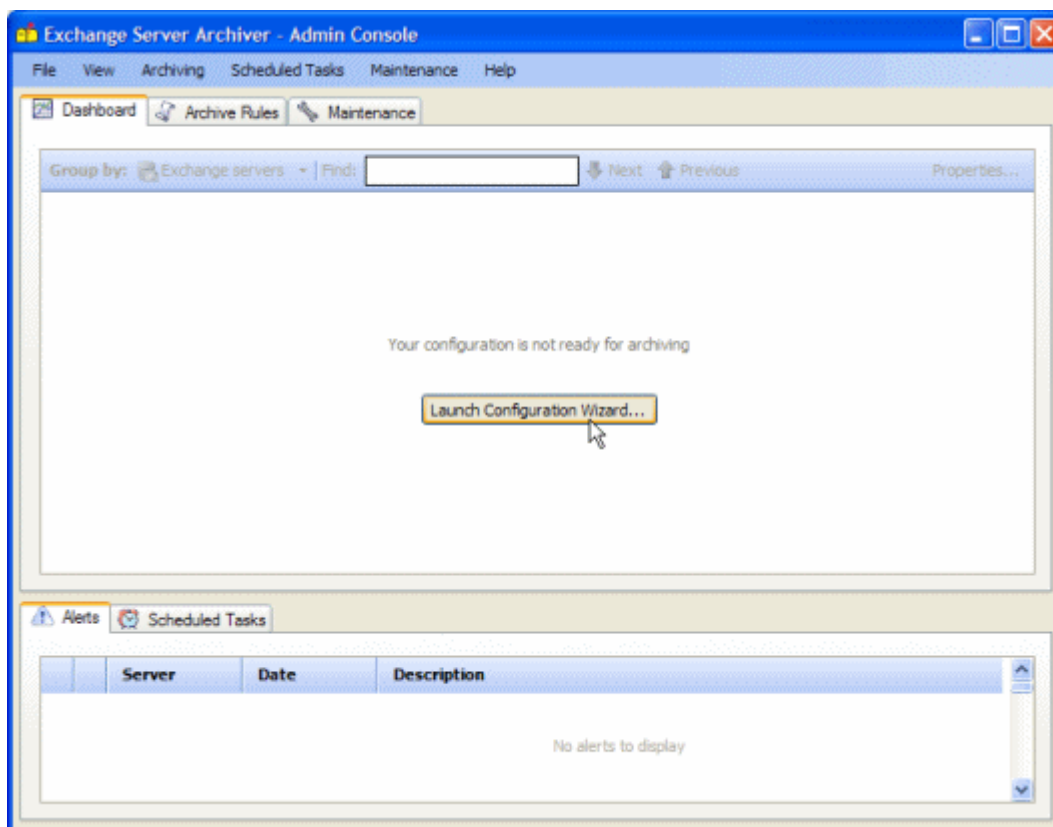 Exchange Server Archiver - Admin Console
File View Archiving Scheduled Tasks Maintenance Help
Dashboard Archive Rules Maintenance
Group by: Exchange servers Find: Next Previous Properties...
Your configuration is not ready for archiving
Launch Configuration Wizard...
Alerts Scheduled Tasks
Server Date Description
No alerts to display